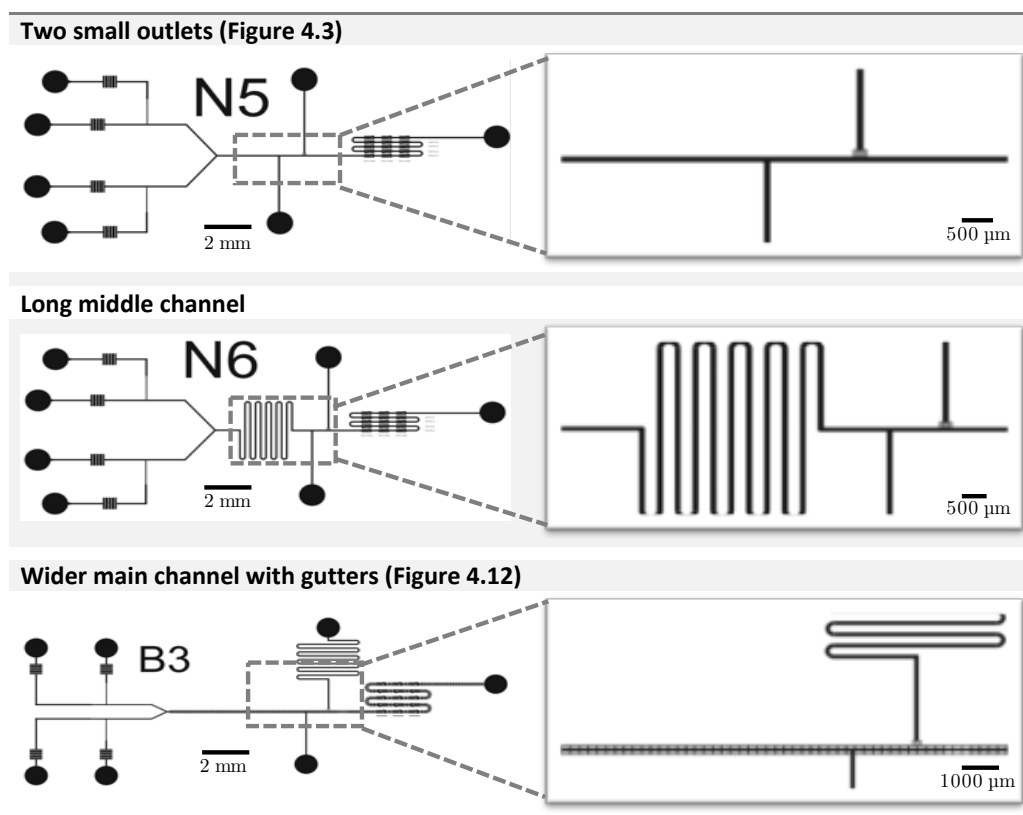 Two small outlets (Figure 4.3)
N5
2 mm
500 µm
Long middle channel
N6
2 mm
500 µm
Wider main channel with gutters (Figure 4.12)
B3
2 mm
1000 µm